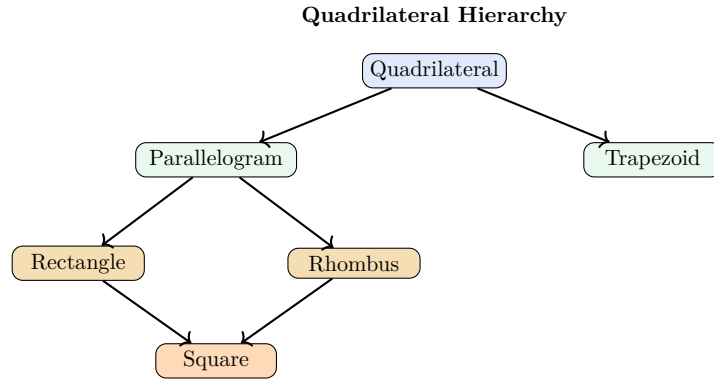 Quadrilateral Hierarchy
Quadrilateral
Parallelogram
Trapezoid
Rectangle
Rhombus
Square